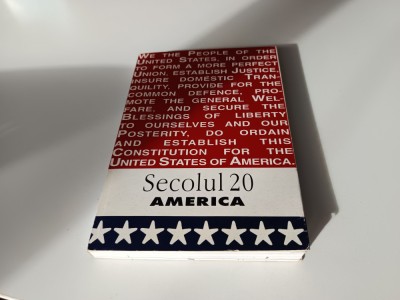 WE THE PEOPLE OF THE
UNITED STATES, IN ORDER
TO FORM A MORE PERFECT
UNION, ESTABLISH JUSTICE,
INSURE DOMESTIC TRAN-
QUILITY, PROVIDE FOR THE
COMMON DEFENCE, PRO-
MOTE THE GENERAL WEL-
FARE, AND SECURE THE
BLESSINGS OF LIBERTY
TO OURSELVES AND OUR
POSTERITY, DO ORDAIN
AND ESTABLISH THIS
CONSTITUTION FOR THE
UNITED STATES OF AMERICA.
Secolul 20
AMERICA